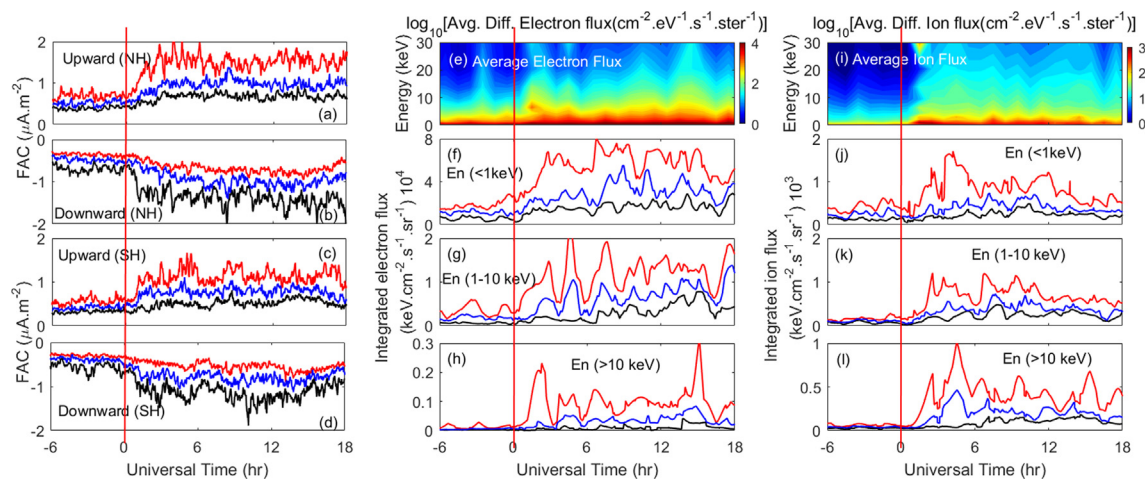 log₁₀[Avg. Diff. Electron flux(cm⁻².eV⁻¹.s⁻¹.ster⁻¹)]
log₁₀[Avg. Diff. Ion flux(cm⁻².eV⁻¹.s⁻¹.ster⁻¹)]
FAC (μA.m⁻²)
2
1
0
Upward (NH)
(a)
FAC (μA.m⁻²)
0
-1
-2
Downward (NH)
(b)
FAC (μA.m⁻²)
2
1
0
Upward (SH)
(c)
FAC (μA.m⁻²)
0
-1
-2
Downward (SH)
(d)
-6 0 6 12 18
Universal Time (hr)
Energy (keV)
30
20
10
0
(e) Average Electron Flux
4
2
0
Integrated electron flux
(keV.cm⁻².s⁻¹.sr⁻¹) 10⁴
8
4
0
(f)
En (<1keV)
2
1
0
(g)
En (1-10 keV)
0.3
0.2
0.1
0
(h)
En (>10 keV)
-6 0 6 12 18
Universal Time (hr)
Energy (keV)
30
20
10
0
(i) Average Ion Flux
3
2
1
0
Integrated ion flux
(keV.cm⁻².s⁻¹.sr⁻¹) 10³
2
1
0
(j)
En (<1keV)
2
1
0
(k)
En (1-10 keV)
1
0.5
0
(l)
En (>10 keV)
-6 0 6 12 18
Universal Time (hr)